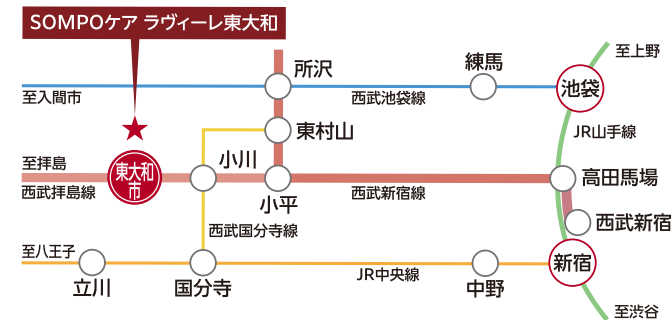 SOMPOケア ラヴィーレ東大和
至上野
所沢
練馬
池袋
至入間市
西武池袋線
JR山手線
東村山
至拝島
小川
高田馬場
東大和
市
西武拝島線
小平
西武新宿線
西武新宿
西武国分寺線
至八王子
新宿
立川
国分寺
JR中央線
中野
至渋谷